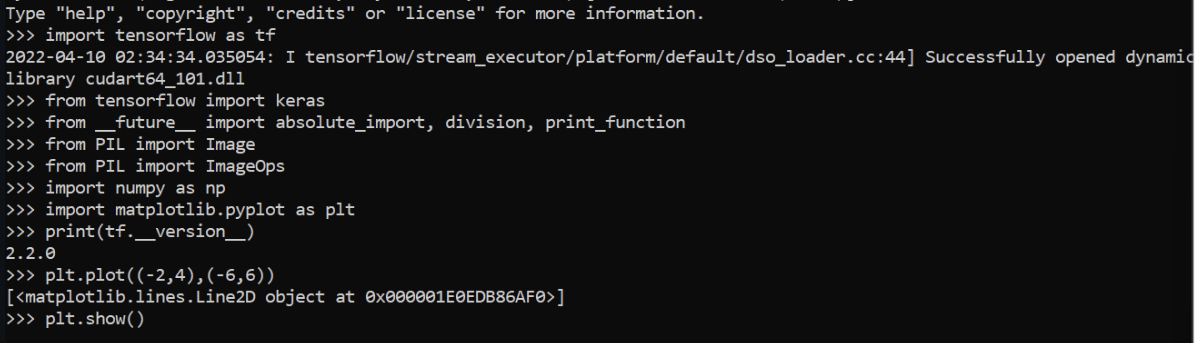 Type "help", "copyright", "credits" or "license" for more information.
>>> import tensorflow as tf
2022-04-10 02:34:34.035054: I tensorflow/stream_executor/platform/default/dso_loader.cc:44] Successfully opened dynamic
library cudart64_101.dll
>>> from tensorflow import keras
>>> from __future__ import absolute_import, division, print_function
>>> from PIL import Image
>>> from PIL import ImageOps
>>> import numpy as np
>>> import matplotlib.pyplot as plt
>>> print(tf.__version__)
2.2.0
>>> plt.plot((-2,4),(-6,6))
[<matplotlib.lines.Line2D object at 0x000001E0EDB86AF0>]
>>> plt.show()